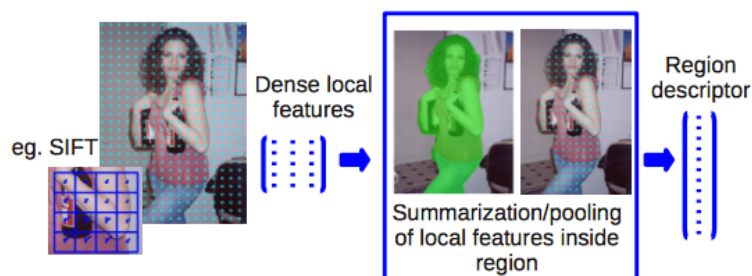 eg. SIFT
Dense local
features
Summarization/pooling
of local features inside
region
Region
descriptor